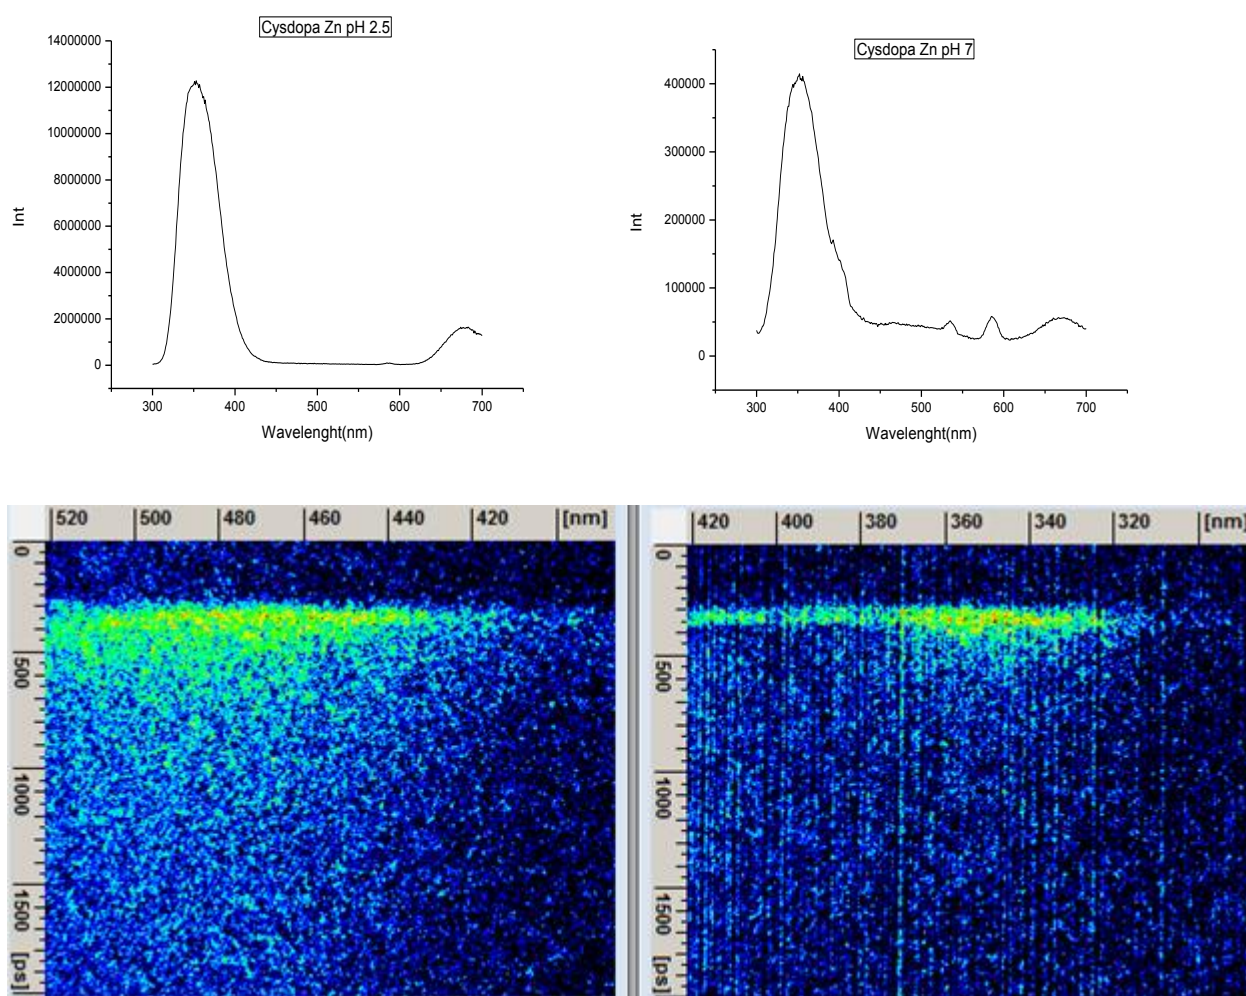 Cysdopa Zn pH 2.5
14000000
12000000
10000000
8000000
6000000
4000000
2000000
0
Int
300 400 500 600 700
Wavelenght(nm)
Cysdopa Zn pH 7
400000
300000
200000
100000
0
Int
300 400 500 600 700
Wavelenght(nm)
520 500 480 460 440 420 [nm]
0
500
1000
1500
[ps]
420 400 380 360 340 320 [nm]
0
500
1000
1500
[ps]